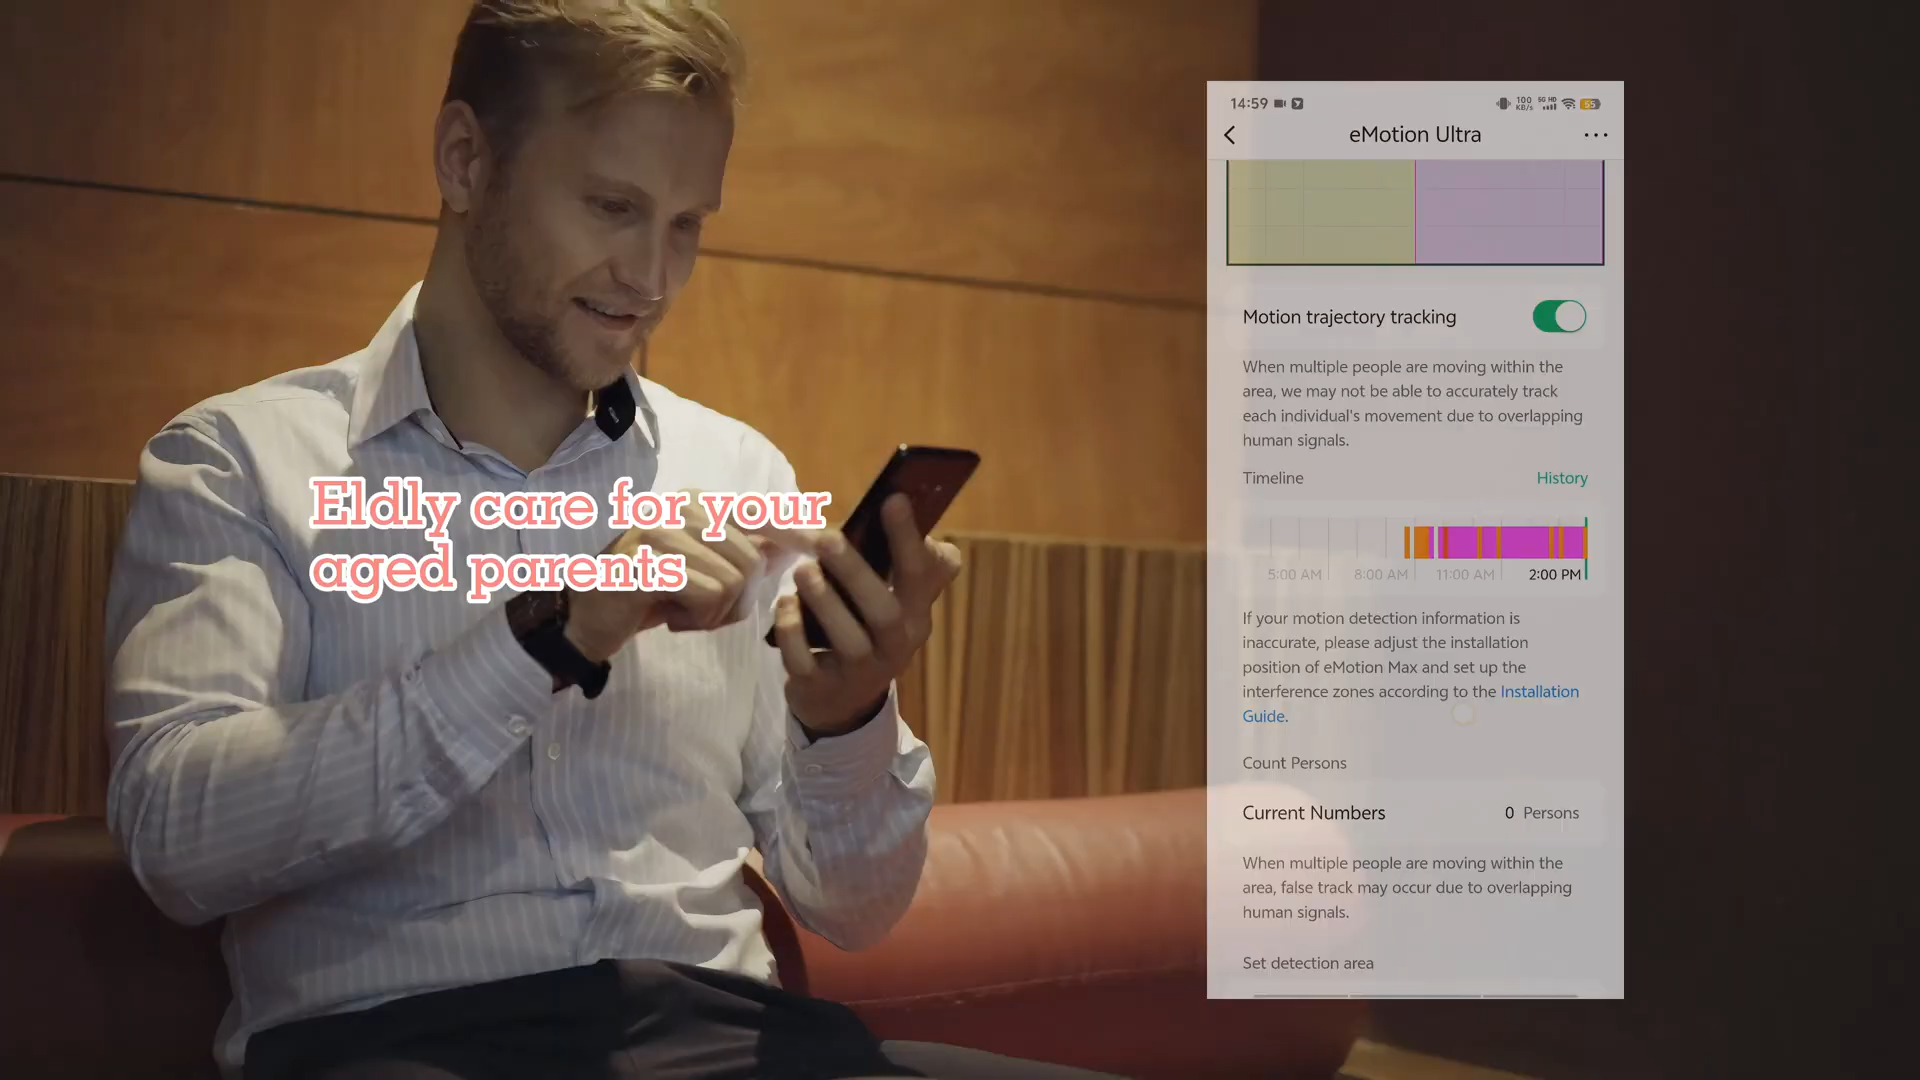 Eldly care for your
aged parents
14:59
100
KB/s
5G HD
55
eMotion Ultra
Motion trajectory tracking
When multiple people are moving within the
area, we may not be able to accurately track
each individual's movement due to overlapping
human signals.
Timeline
History
5:00 AM
8:00 AM
11:00 AM
2:00 PM
If your motion detection information is
inaccurate, please adjust the installation
position of eMotion Max and set up the
interference zones according to the Installation
Guide.
Count Persons
Current Numbers
0 Persons
When multiple people are moving within the
area, false track may occur due to overlapping
human signals.
Set detection area